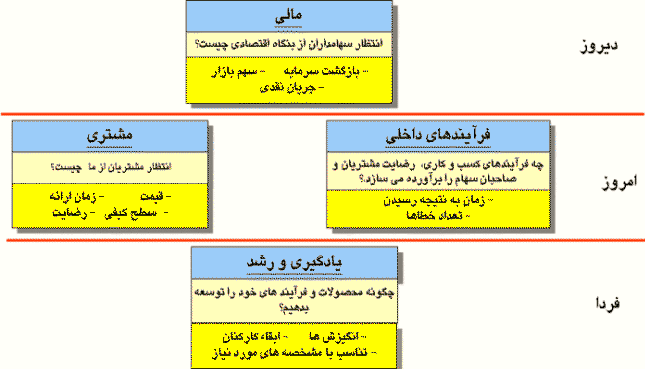 مالی
انتظار سهامداران از بنگاه اقتصادی چیست؟
- بازگشت سرمایه - سهم بازار
- جریان نقدی
دیروز
فرآیندهای داخلی
چه فرآیندهای کسب و کاری، رضایت مشتریان و
صاحبان سهام را برآورده می سازد.؟
- زمان به نتیجه رسیدن
- تعداد خطاها
مشتری
انتظار مشتریان از ما چیست؟
- قیمت - زمان ارائه
- سطح کیفی - رضایت
امروز
یادگیری و رشد
چگونه محصولات و فرآیند های خود را توسعه
بدهیم؟
- انگیزش ها - ابقاء کارکنان
- تناسب با مشخصه های مورد نیاز
فردا